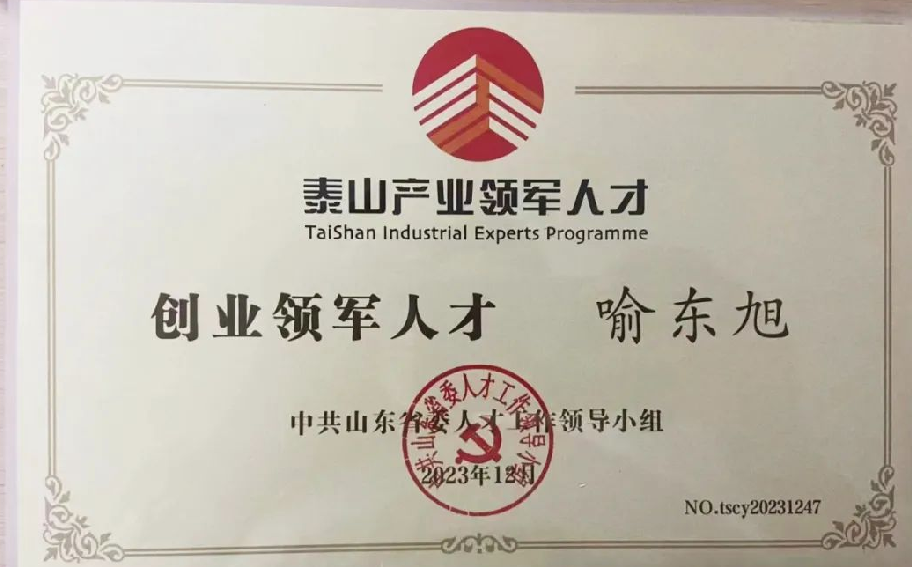 泰山产业领军人才
TaiShan Industrial Experts Programme
创业领军人才 喻东旭
中共山东省委人才工作领导小组
2023年12月
NO.tscy20231247